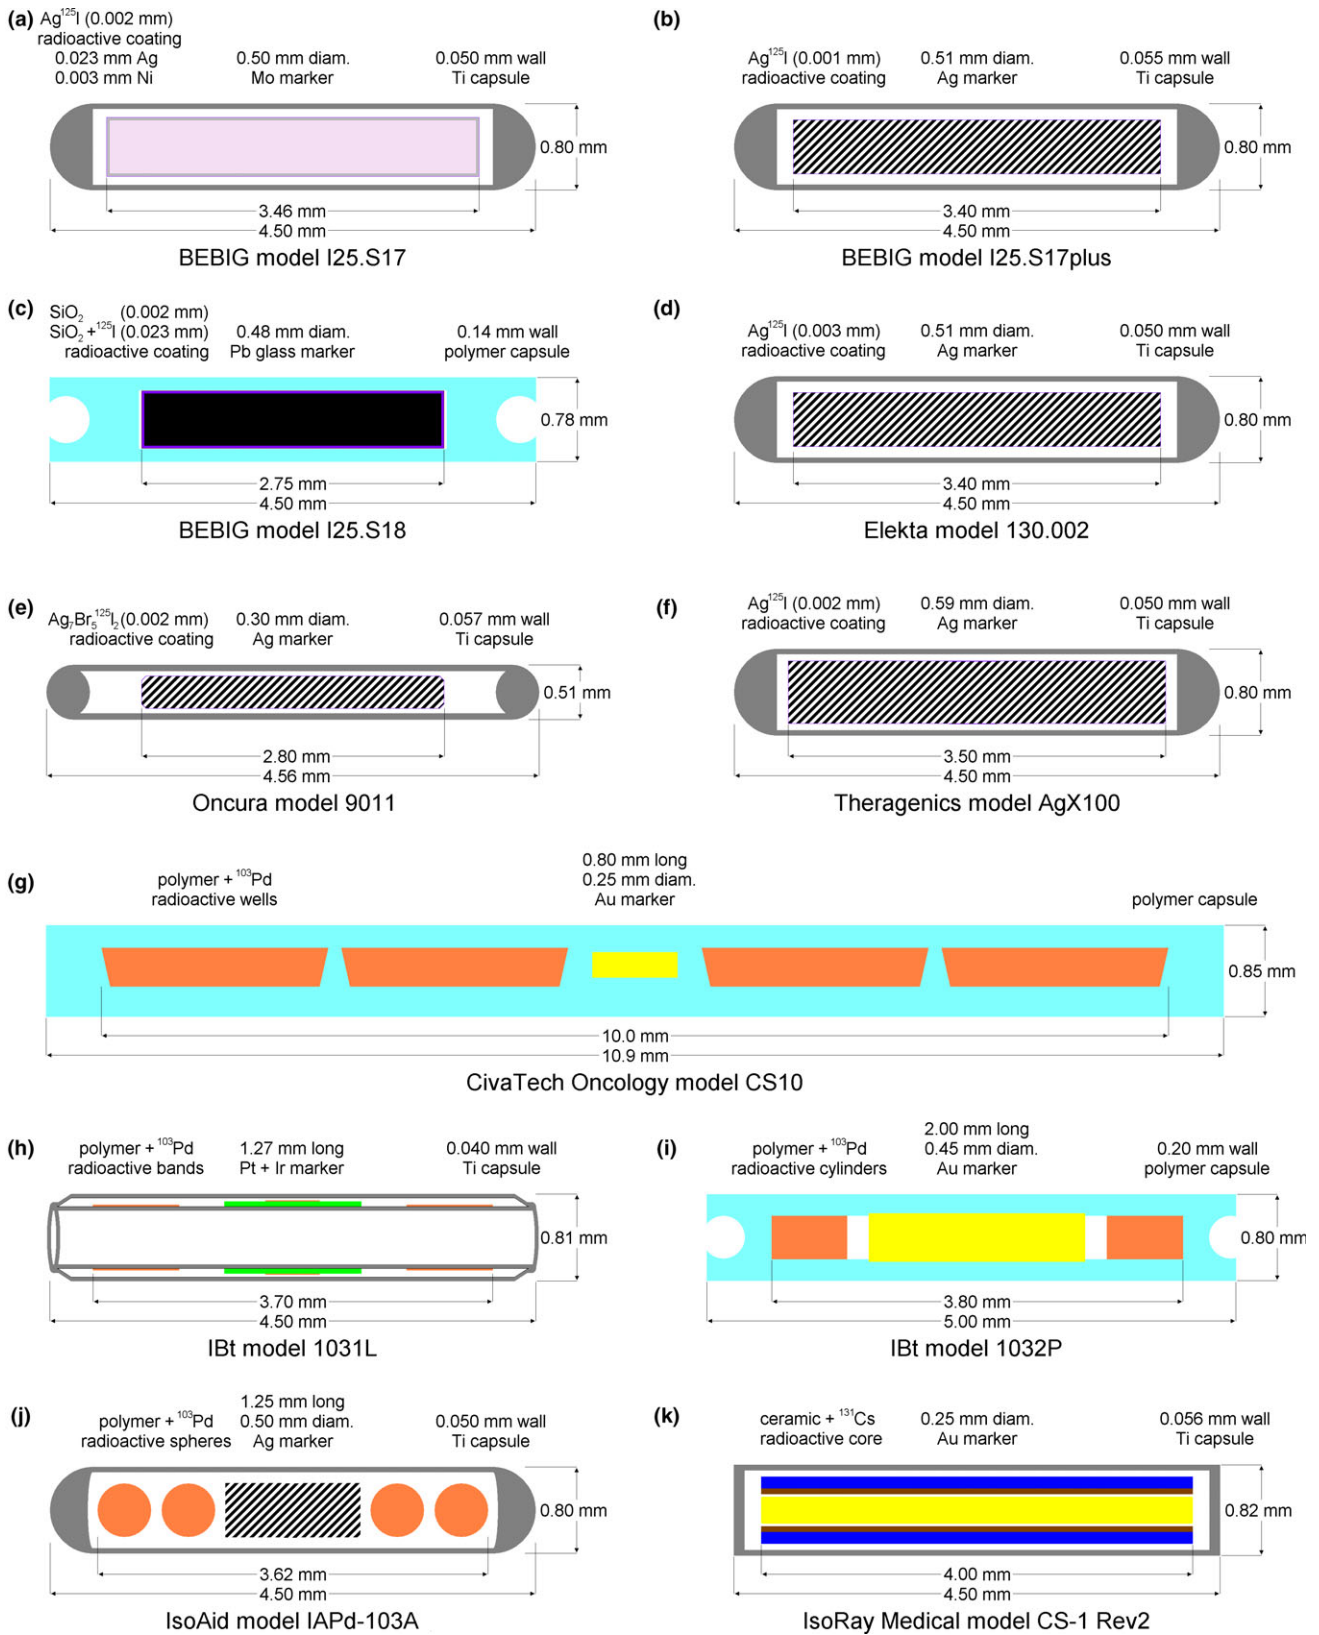 (a) Ag¹²⁵I (0.002 mm)
radioactive coating
0.023 mm Ag 0.50 mm diam. 0.050 mm wall
0.003 mm Ni Mo marker Ti capsule
0.80 mm
3.46 mm
4.50 mm
BEBIG model I25.S17
(b)
Ag¹²⁵I (0.001 mm) 0.51 mm diam. 0.055 mm wall
radioactive coating Ag marker Ti capsule
0.80 mm
3.40 mm
4.50 mm
BEBIG model I25.S17plus
(c) SiO₂ (0.002 mm)
SiO₂ + ¹²⁵I (0.023 mm) 0.48 mm diam. 0.14 mm wall
radioactive coating Pb glass marker polymer capsule
0.78 mm
2.75 mm
4.50 mm
BEBIG model I25.S18
(d)
Ag¹²⁵I (0.003 mm) 0.51 mm diam. 0.050 mm wall
radioactive coating Ag marker Ti capsule
0.80 mm
3.40 mm
4.50 mm
Elekta model 130.002
(e)
Ag₇Br₅¹²⁵I₂ (0.002 mm) 0.30 mm diam. 0.057 mm wall
radioactive coating Ag marker Ti capsule
0.51 mm
2.80 mm
4.56 mm
Oncura model 9011
(f)
Ag¹²⁵I (0.002 mm) 0.59 mm diam. 0.050 mm wall
radioactive coating Ag marker Ti capsule
0.80 mm
3.50 mm
4.50 mm
Theragenics model AgX100
(g)
0.80 mm long
polymer + ¹⁰³Pd 0.25 mm diam.
radioactive wells Au marker polymer capsule
0.85 mm
10.0 mm
10.9 mm
CivaTech Oncology model CS10
(h)
polymer + ¹⁰³Pd 1.27 mm long 0.040 mm wall
radioactive bands Pt + Ir marker Ti capsule
0.81 mm
3.70 mm
4.50 mm
IBt model 1031L
(i)
2.00 mm long
polymer + ¹⁰³Pd 0.45 mm diam. 0.20 mm wall
radioactive cylinders Au marker polymer capsule
0.80 mm
3.80 mm
5.00 mm
IBt model 1032P
(j)
1.25 mm long
polymer + ¹⁰³Pd 0.50 mm diam. 0.050 mm wall
radioactive spheres Ag marker Ti capsule
0.80 mm
3.62 mm
4.50 mm
IsoAid model IAPd-103A
(k)
ceramic + ¹³¹Cs 0.25 mm diam. 0.056 mm wall
radioactive core Au marker Ti capsule
0.82 mm
4.00 mm
4.50 mm
IsoRay Medical model CS-1 Rev2